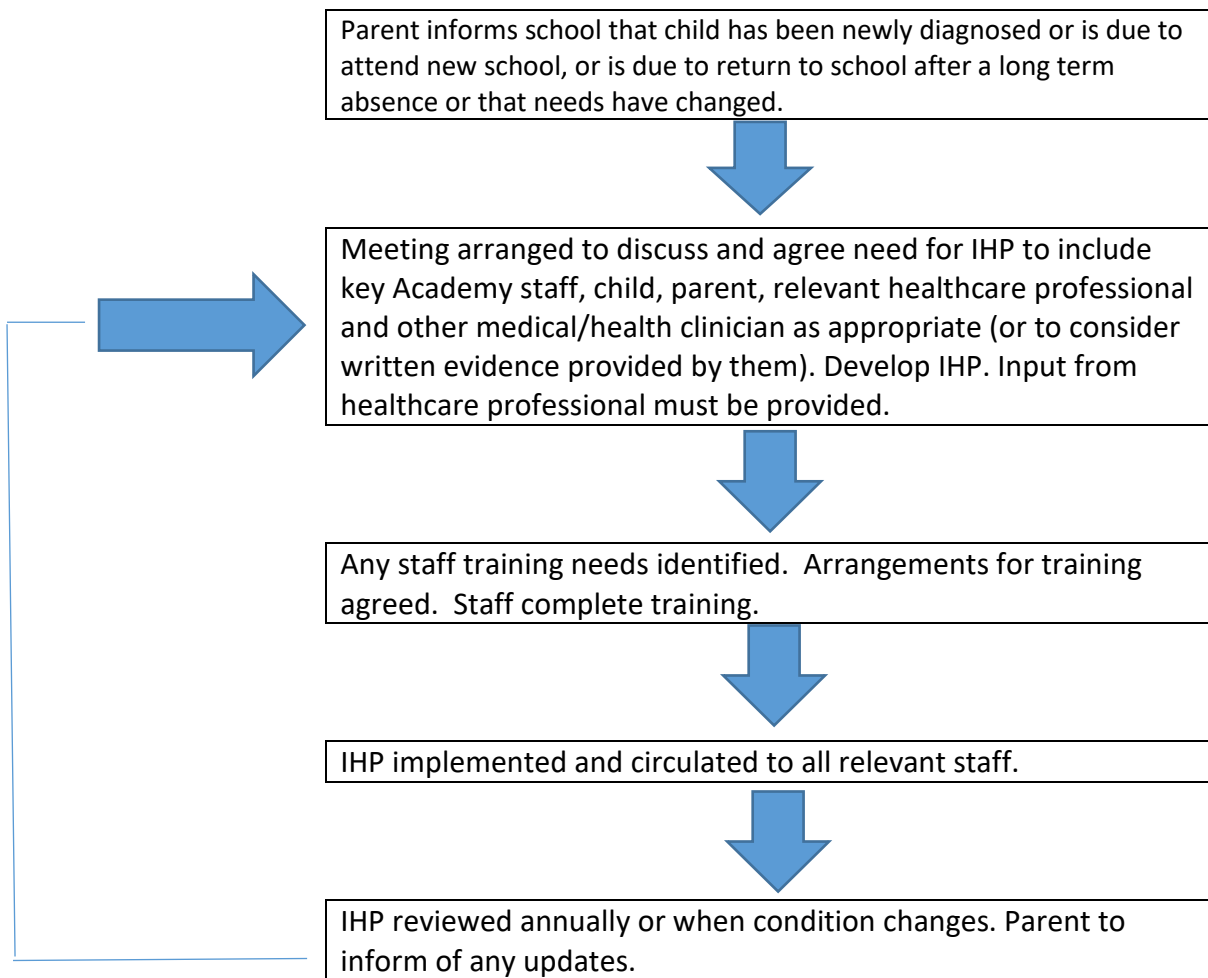 Parent informs school that child has been newly diagnosed or is due to
attend new school, or is due to return to school after a long term
absence or that needs have changed.
Meeting arranged to discuss and agree need for IHP to include
key Academy staff, child, parent, relevant healthcare professional
and other medical/health clinician as appropriate (or to consider
written evidence provided by them). Develop IHP. Input from
healthcare professional must be provided.
Any staff training needs identified.  Arrangements for training
agreed.  Staff complete training.
IHP implemented and circulated to all relevant staff.
IHP reviewed annually or when condition changes. Parent to
inform of any updates.